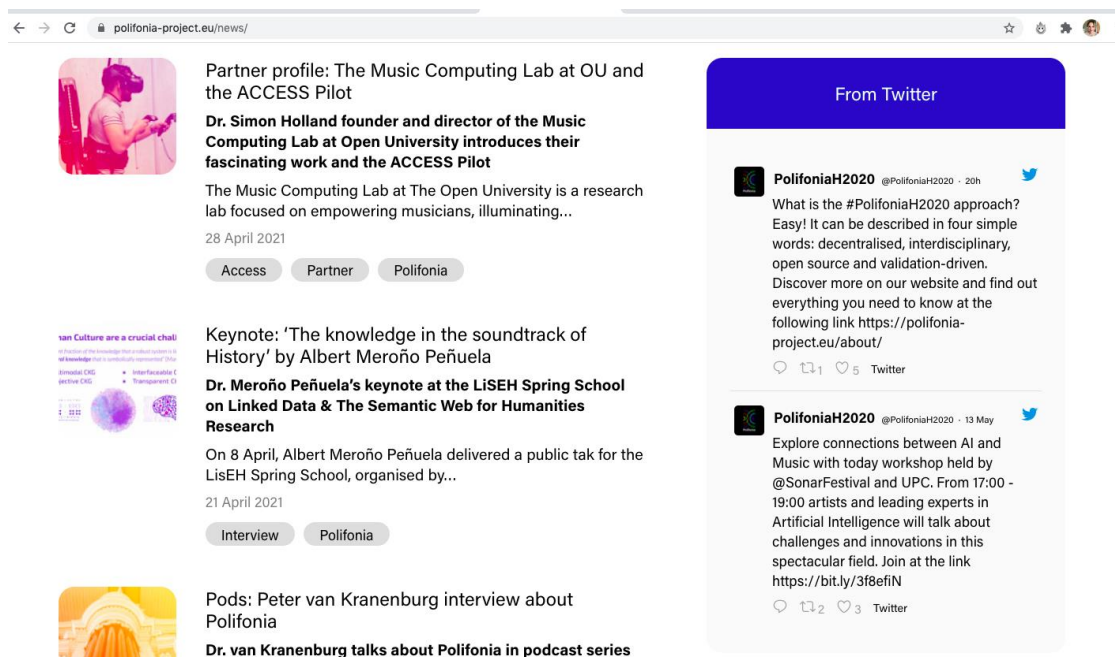 polifonia-project.eu/news/
Partner profile: The Music Computing Lab at OU and
the ACCESS Pilot
Dr. Simon Holland founder and director of the Music
Computing Lab at Open University introduces their
fascinating work and the ACCESS Pilot
The Music Computing Lab at The Open University is a research
lab focused on empowering musicians, illuminating...
28 April 2021
Access
Partner
Polifonia
Keynote: ‘The knowledge in the soundtrack of
History’ by Albert Meroño Peñuela
Dr. Meroño Peñuela’s keynote at the LiSEH Spring School
on Linked Data & The Semantic Web for Humanities
Research
On 8 April, Albert Meroño Peñuela delivered a public tak for the
LisEH Spring School, organised by...
21 April 2021
Interview
Polifonia
Pods: Peter van Kranenburg interview about
Polifonia
Dr. van Kranenburg talks about Polifonia in podcast series
From Twitter
PolifoniaH2020 @PolifoniaH2020 · 20h
What is the #PolifoniaH2020 approach?
Easy! It can be described in four simple
words: decentralised, interdisciplinary,
open source and validation-driven.
Discover more on our website and find out
everything you need to know at the
following link https://polifonia-
project.eu/about/
1 5 Twitter
PolifoniaH2020 @PolifoniaH2020 · 13 May
Explore connections between AI and
Music with today workshop held by
@SonarFestival and UPC. From 17:00 -
19:00 artists and leading experts in
Artificial Intelligence will talk about
challenges and innovations in this
spectacular field. Join at the link
https://bit.ly/3f8efiN
2 3 Twitter